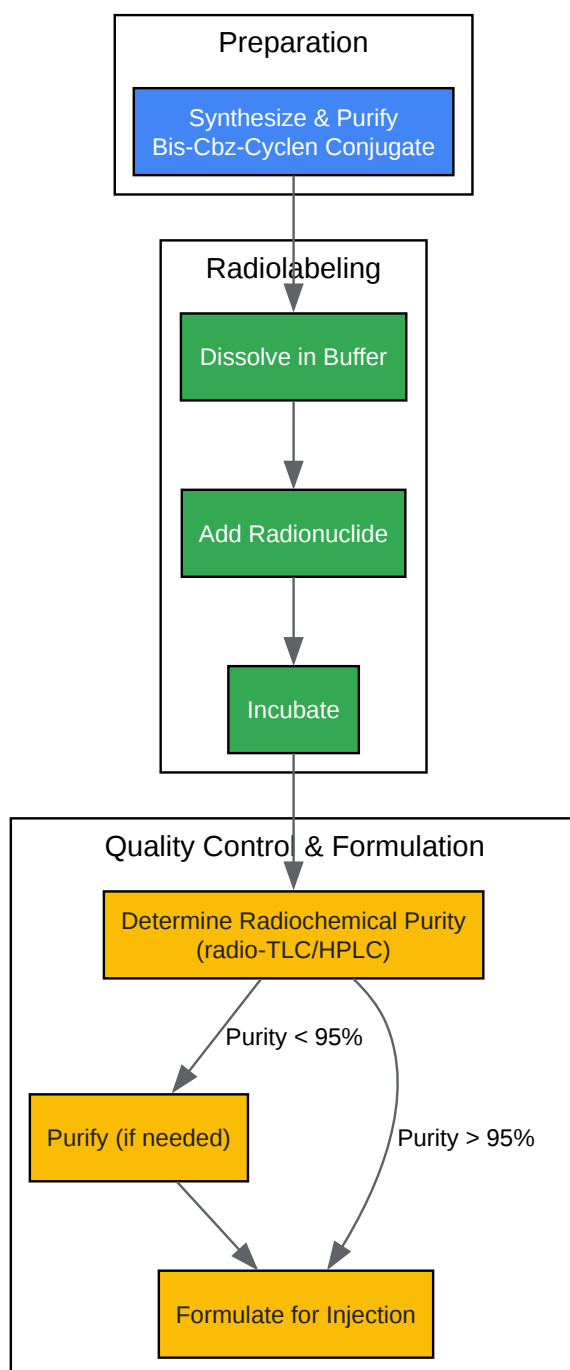 Preparation
Synthesize & Purify
Bis-Cbz-Cyclen Conjugate
Radiolabeling
Dissolve in Buffer
Add Radionuclide
Incubate
Quality Control & Formulation
Determine Radiochemical Purity
(radio-TLC/HPLC)
Purity < 95%
Purify (if needed)
Purity > 95%
Formulate for Injection